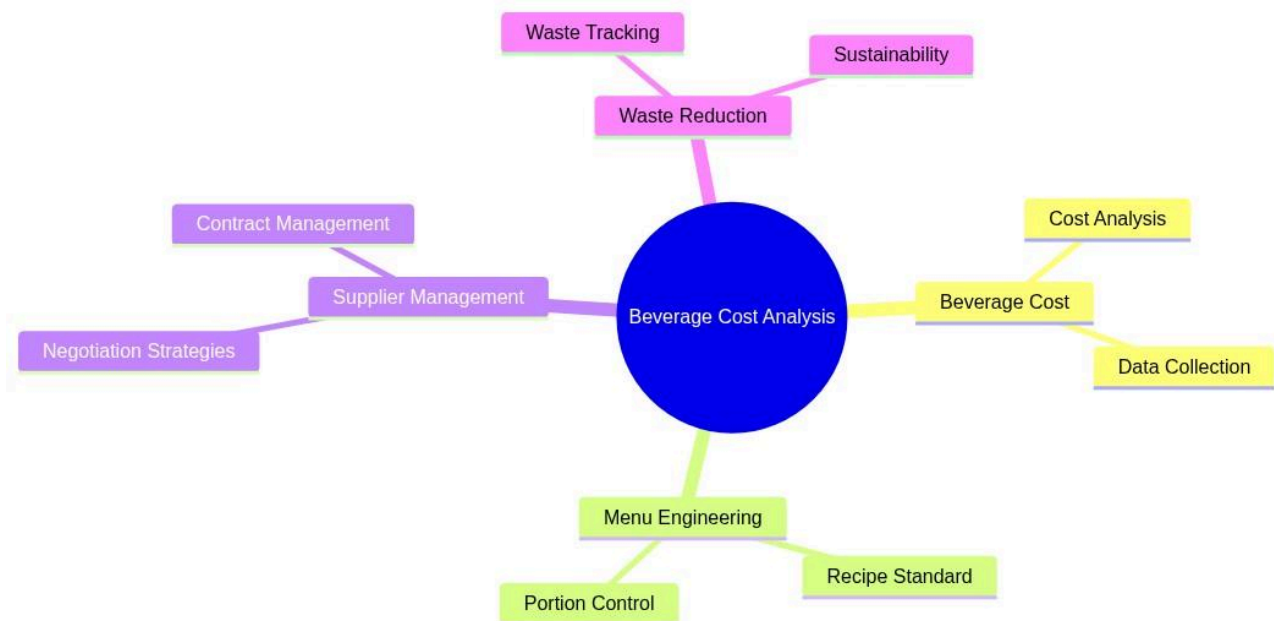 Waste Tracking
Sustainability
Waste Reduction
Contract Management
Cost Analysis
Supplier Management
Beverage Cost Analysis
Beverage Cost
Negotiation Strategies
Data Collection
Menu Engineering
Recipe Standard
Portion Control